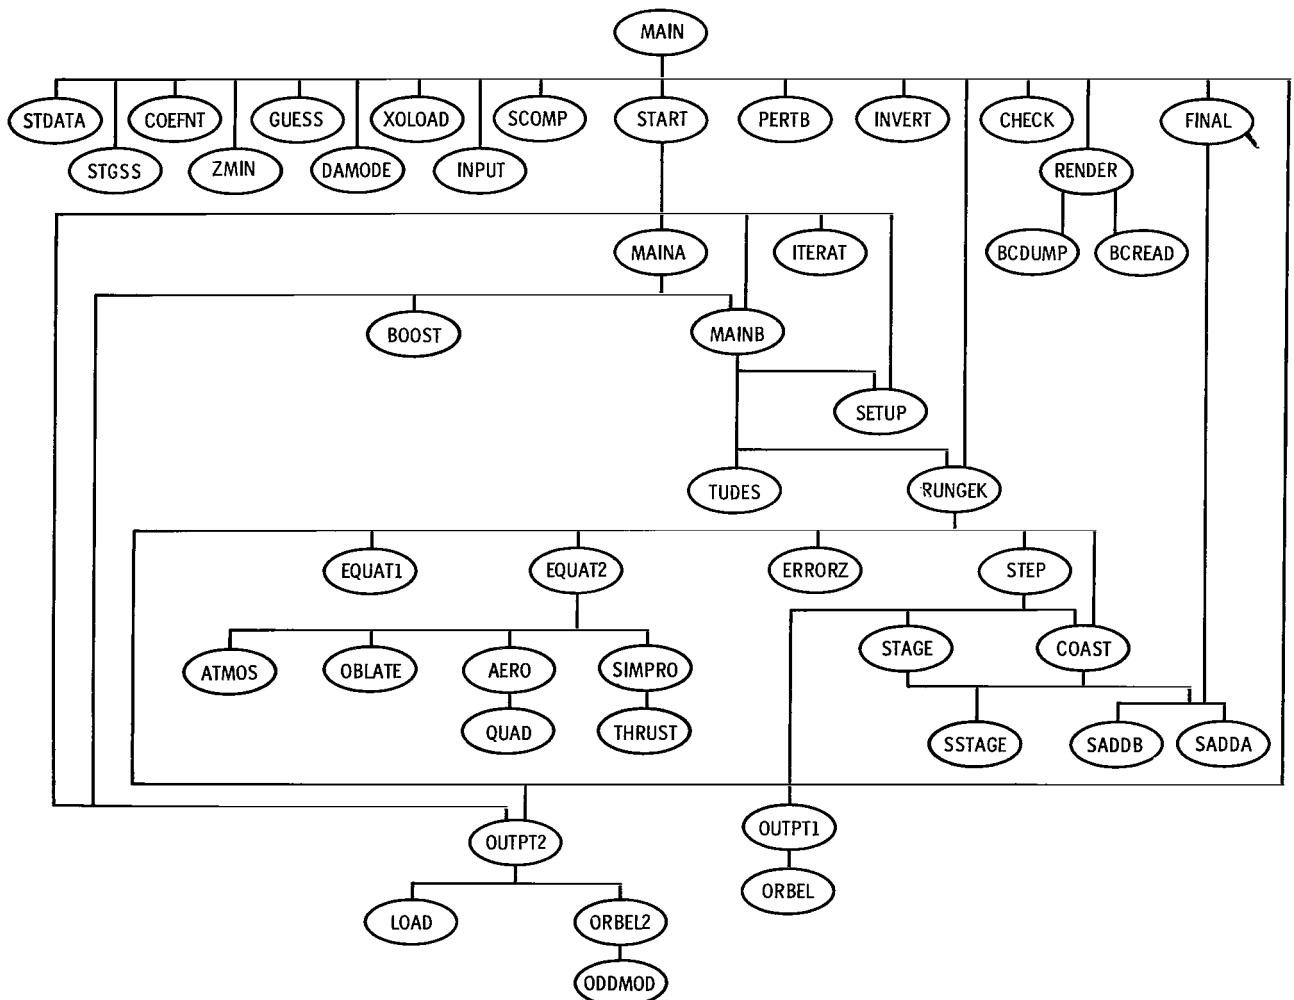 MAIN
STDATA
COEFNT
GUESS
XOLOAD
SCOMP
START
PERTB
INVERT
CHECK
FINAL
STGSS
ZMIN
DAMODE
INPUT
RENDER
MAINA
ITERAT
BCDUMP
BCREAD
BOOST
MAINB
SETUP
TUDES
RUNGEK
EQUAT1
EQUAT2
ERRORZ
STEP
ATMOS
OBLATE
AERO
SIMPRO
STAGE
COAST
QUAD
THRUST
SSTAGE
SADDB
SADDA
OUTPT2
OUTPT1
ORBEL
LOAD
ORBEL2
ODDMOD